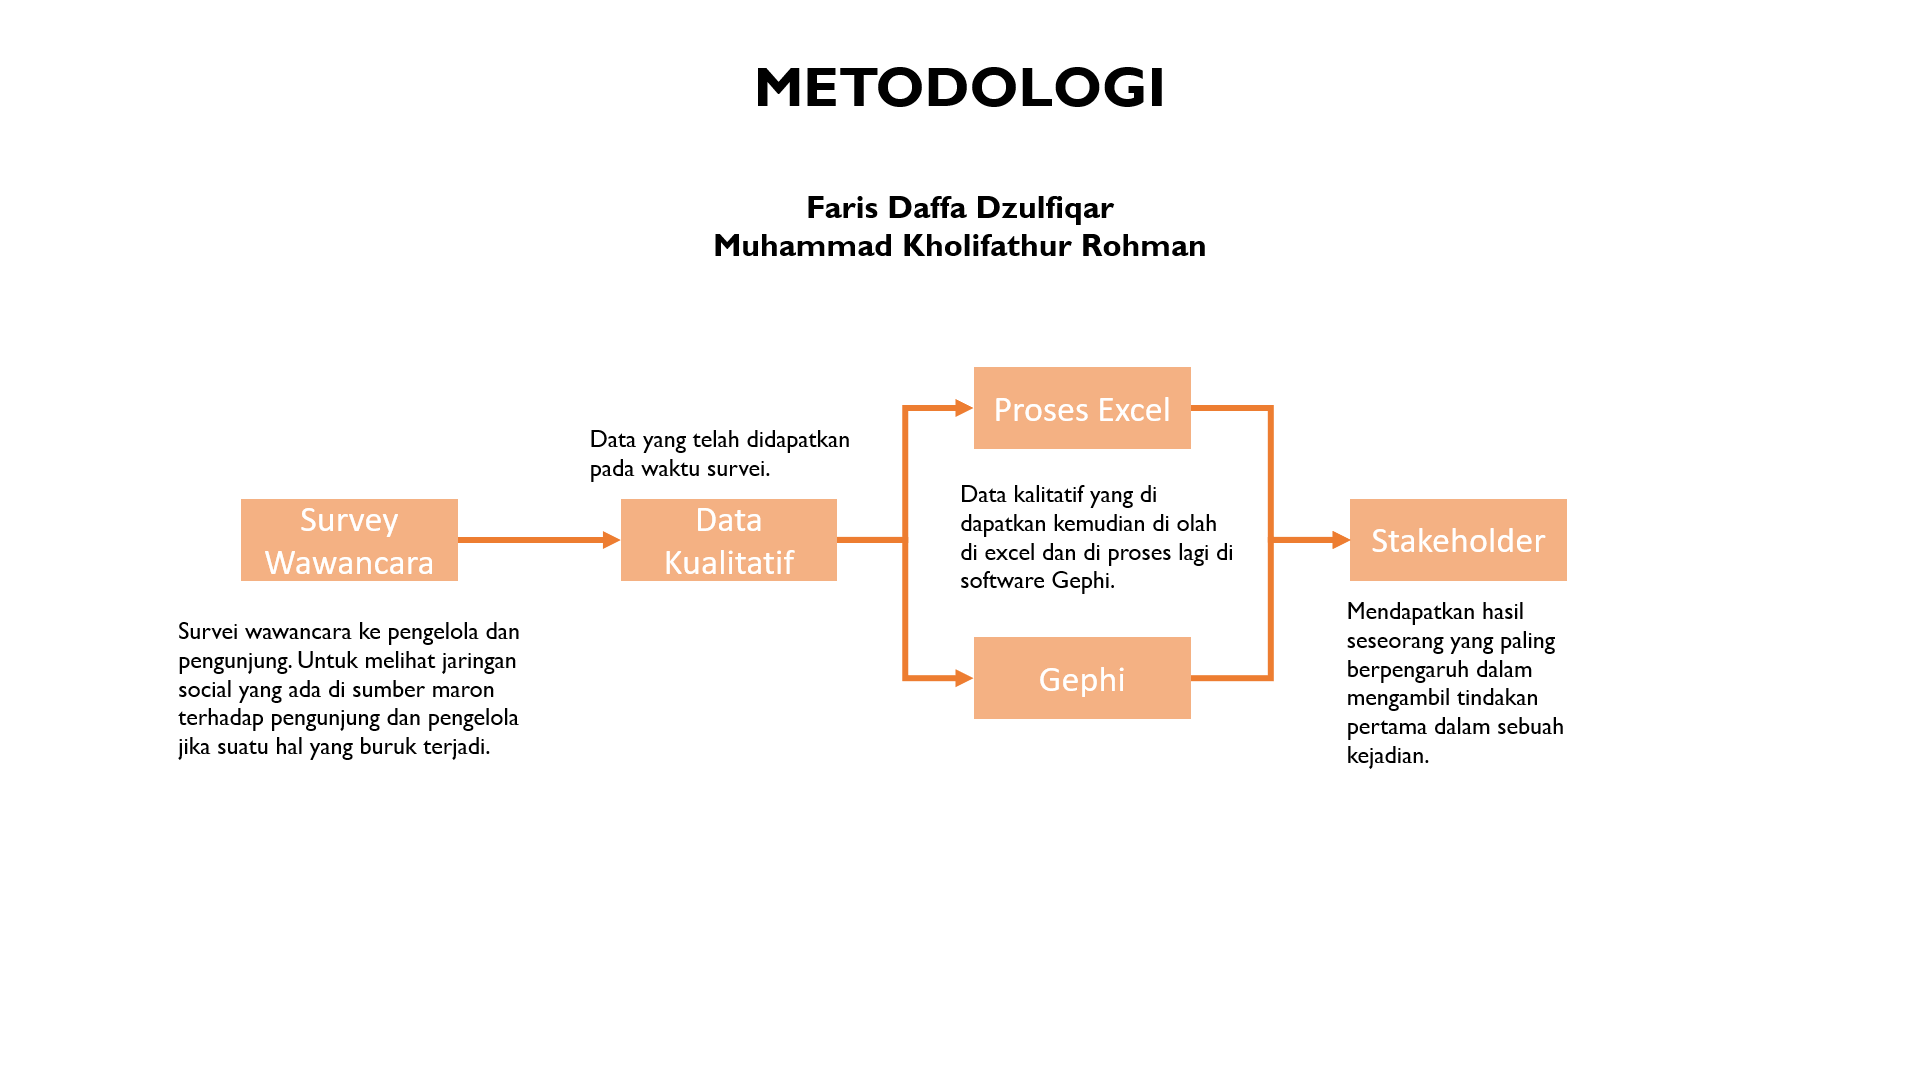 METODOLOGI
Faris Daffa Dzulfiqar
Muhammad Kholifathur Rohman
Survey
Wawancara
Survei wawancara ke pengelola dan
pengunjung. Untuk melihat jaringan
social yang ada di sumber maron
terhadap pengunjung dan pengelola
jika suatu hal yang buruk terjadi.
Data yang telah didapatkan
pada waktu survei.
Data
Kualitatif
Proses Excel
Data kalitatif yang di
dapatkan kemudian di olah
di excel dan di proses lagi di
software Gephi.
Gephi
Stakeholder
Mendapatkan hasil
seseorang yang paling
berpengaruh dalam
mengambil tindakan
pertama dalam sebuah
kejadian.